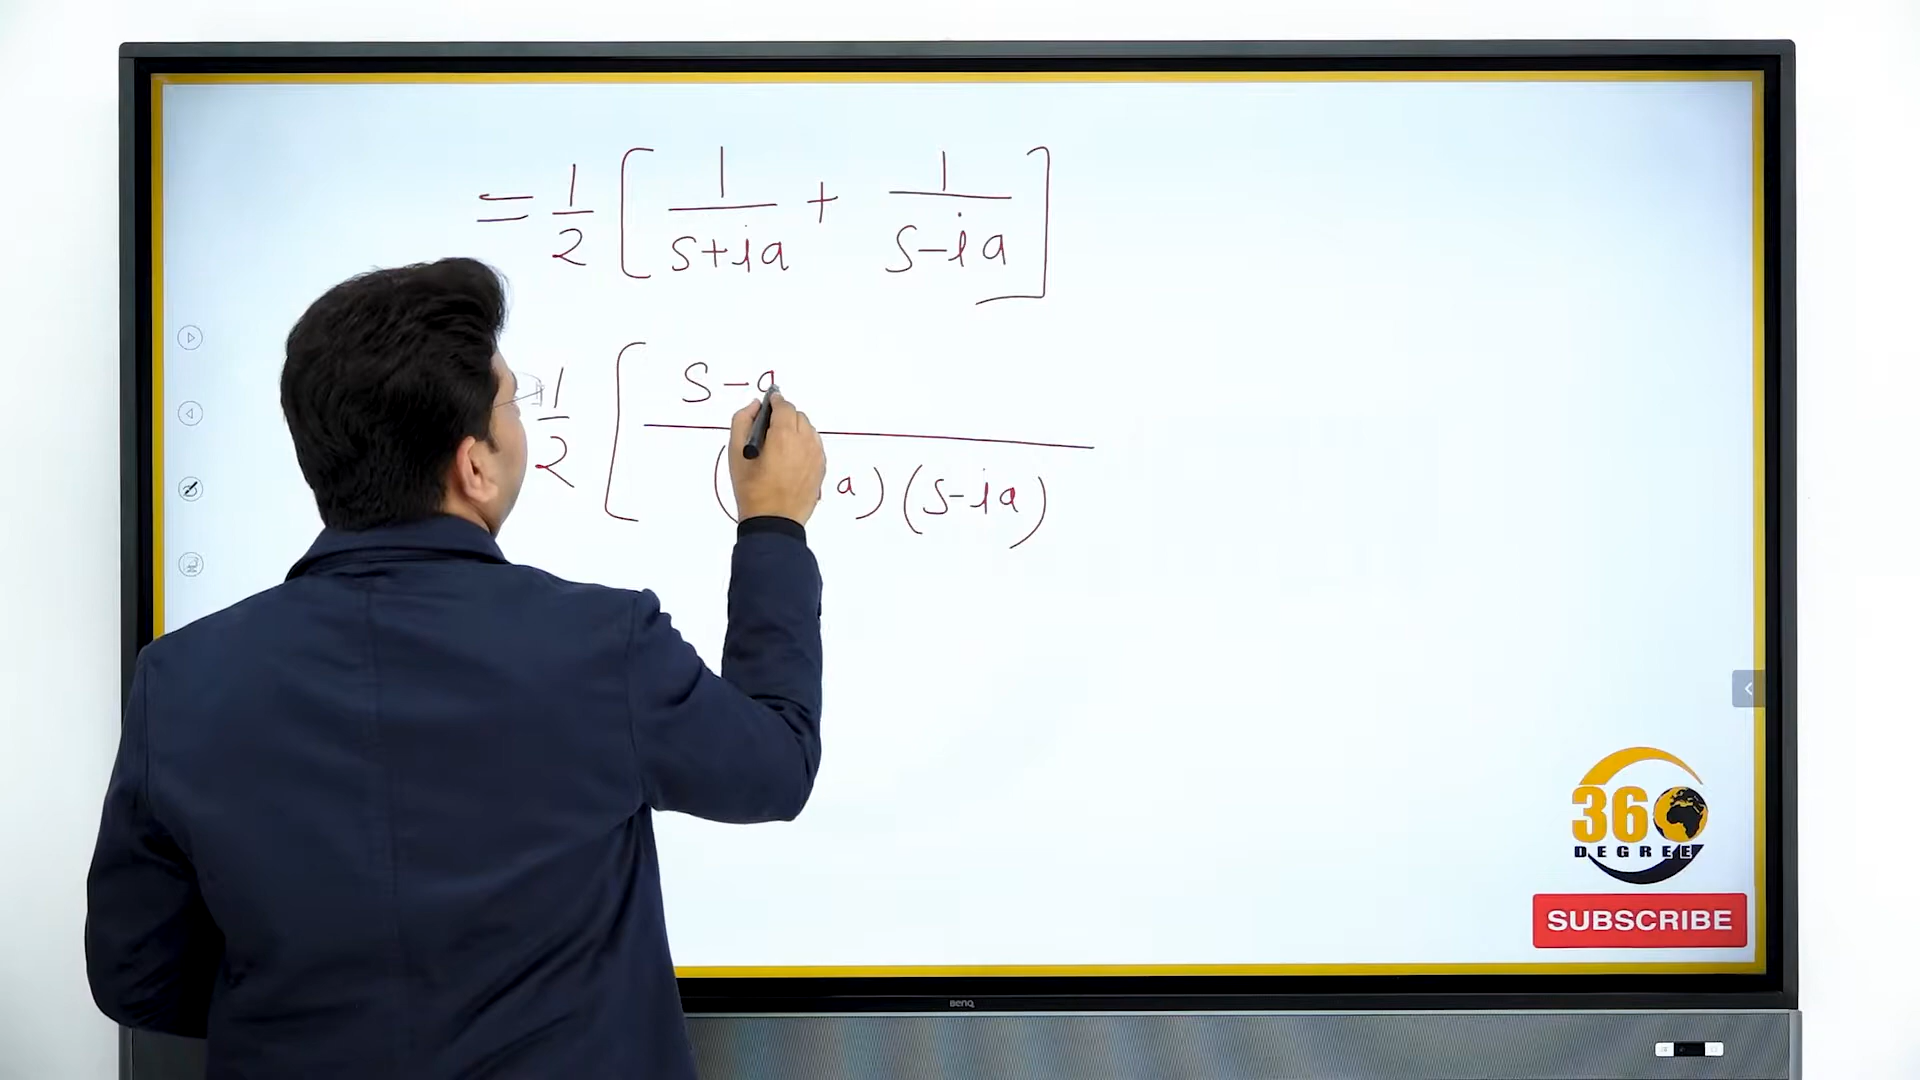 = 1/2 [ 1/(s+ia) + 1/(s-ia) ]
1/2 [ s-a
( a)(s-ia)
360
DEGREE
SUBSCRIBE
BenQ